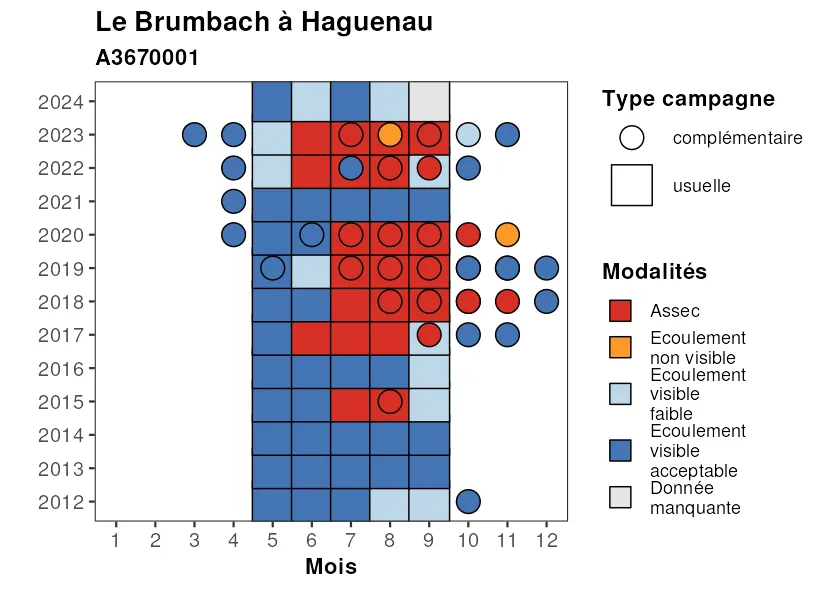 Le Brumbach à Haguenau
A3670001
2024
2023
2022
2021
2020
2019
2018
2017
2016
2015
2014
2013
2012
1 2 3 4 5 6 7 8 9 10 11 12
Mois
Type campagne
complémentaire
usuelle
Modalités
Assec
Ecoulement
non visible
Ecoulement
visible
faible
Ecoulement
visible
acceptable
Donnée
manquante